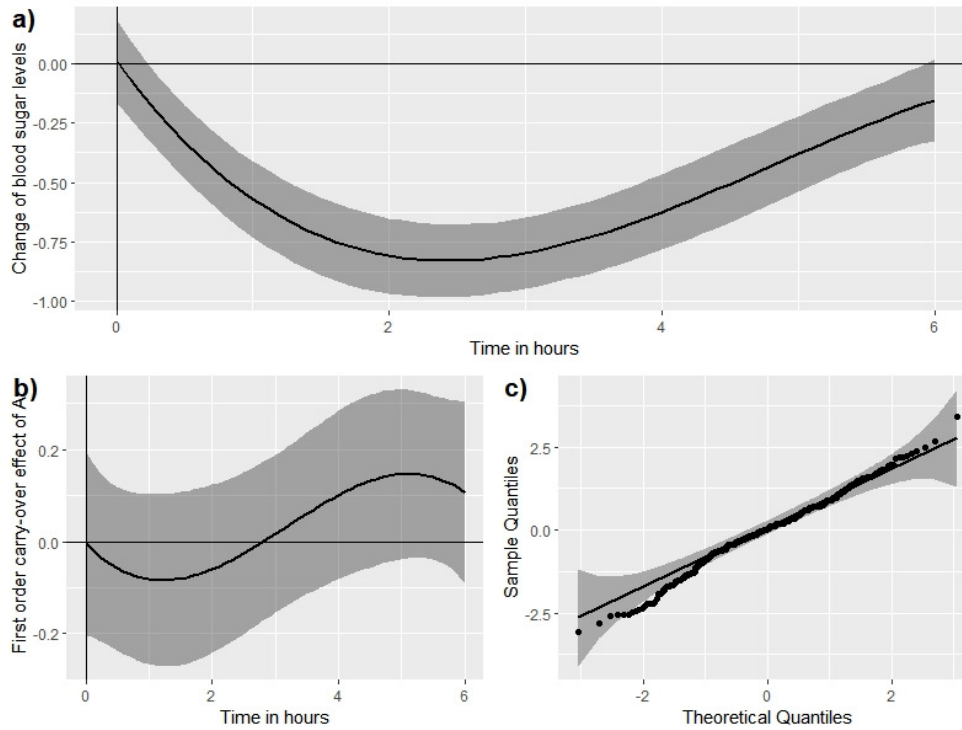 a)
Change of blood sugar levels
0.00
-0.25
-0.50
-0.75
-1.00
0
2
4
6
Time in hours
b)
First order carry-over effect of A
0.2
0.0
-0.2
0
2
4
6
Time in hours
c)
Sample Quantiles
2.5
0.0
-2.5
-2
0
2
Theoretical Quantiles